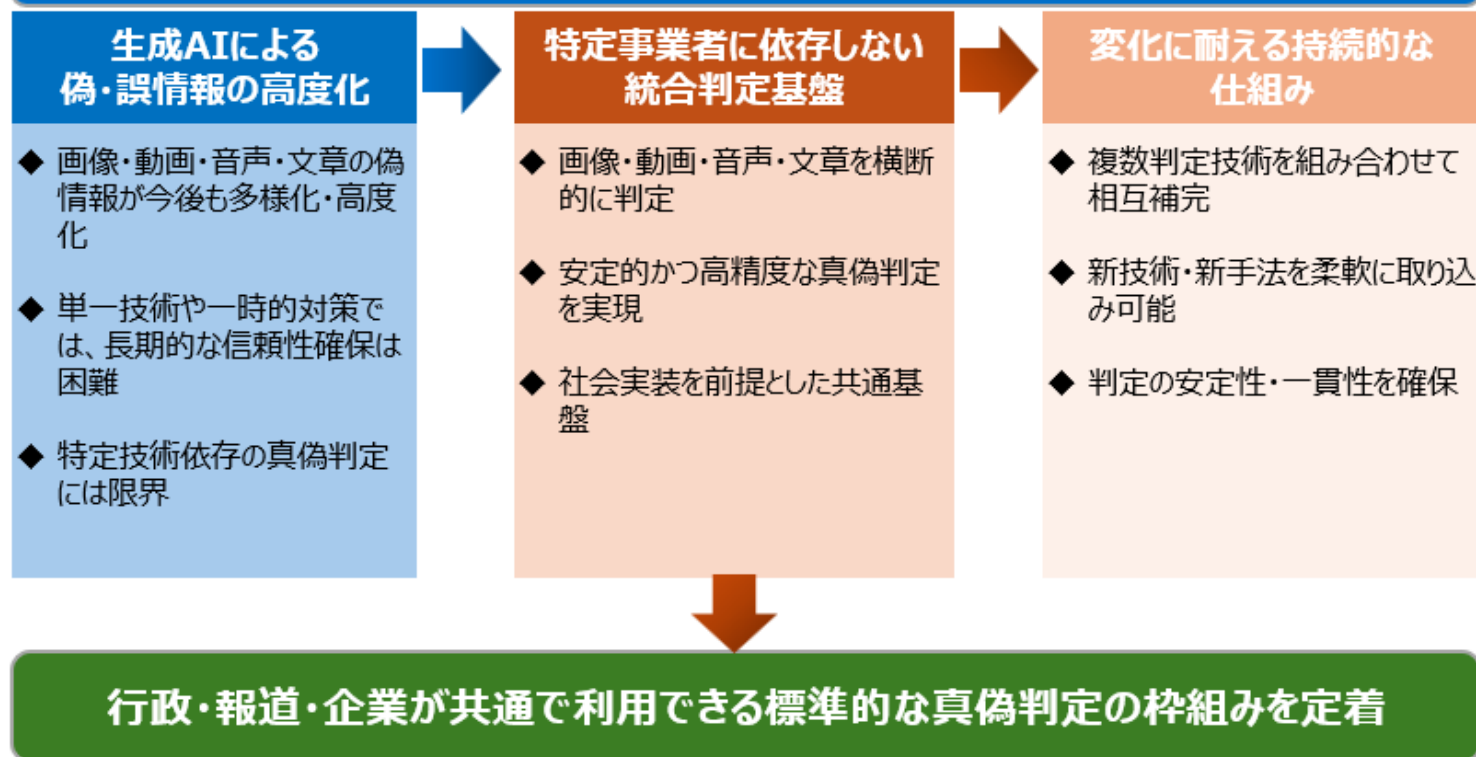 生成AIによる
偽・誤情報の高度化
◆ 画像・動画・音声・文章の偽
情報が今後も多様化・高度
化
◆ 単一技術や一時的対策で
は、長期的な信頼性確保は
困難
◆ 特定技術依存の真偽判定
には限界
特定事業者に依存しない
統合判定基盤
◆ 画像・動画・音声・文章を横断
的に判定
◆ 安定的かつ高精度な真偽判定
を実現
◆ 社会実装を前提とした共通基
盤
変化に耐える持続的な
仕組み
◆ 複数判定技術を組み合わせて
相互補完
◆ 新技術・新手法を柔軟に取り込
み可能
◆ 判定の安定性・一貫性を確保
行政・報道・企業が共通で利用できる標準的な真偽判定の枠組みを定着